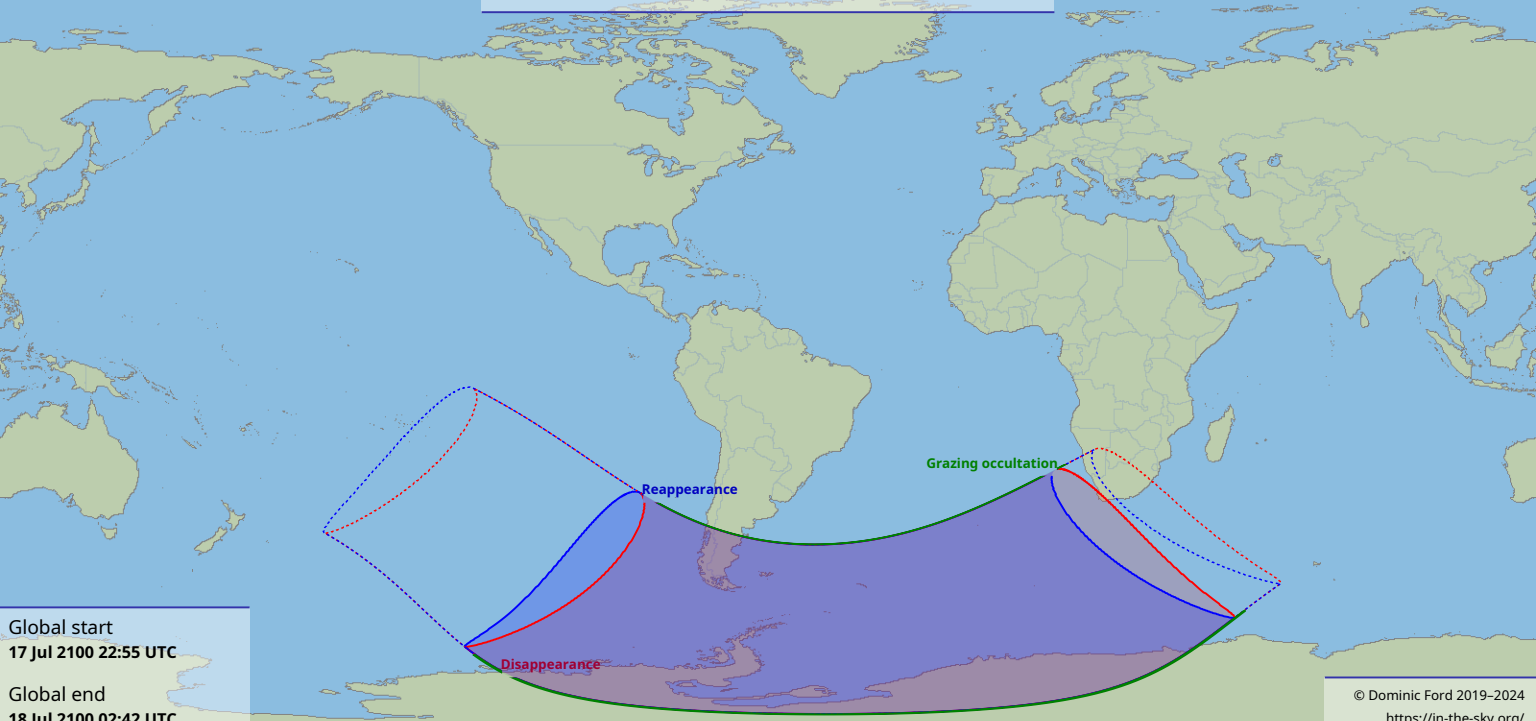 Grazing occultation
Reappearance
Disappearance
Global start
17 Jul 2100 22:55 UTC
Global end
18 Jul 2100 02:42 UTC
© Dominic Ford 2019–2024
https://in-the-sky.org/